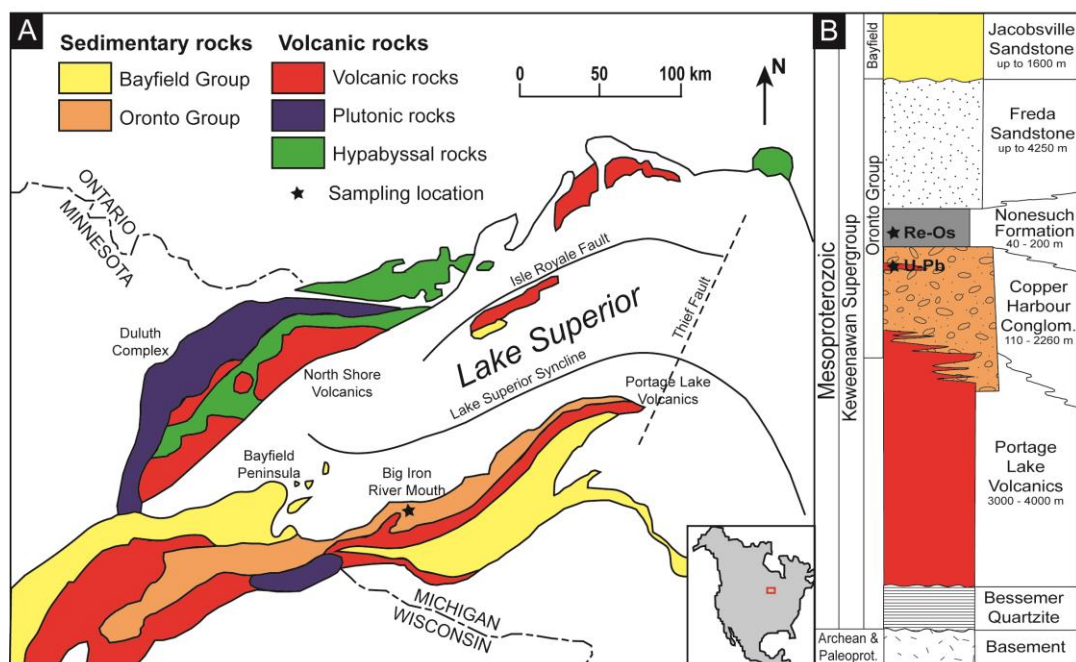 A
Sedimentary rocks
Bayfield Group
Oronto Group
Volcanic rocks
Volcanic rocks
Plutonic rocks
Hypabyssal rocks
Sampling location
0 50 100 km
N
ONTARIO
MINNESOTA
Isle Royale Fault
Thief Fault
Duluth
Complex
Lake Superior
North Shore
Volcanics
Lake Superior Syncline
Portage Lake
Volcanics
Bayfield
Peninsula
Big Iron
River Mouth
MICHIGAN
WISCONSIN
B
Mesoproterozoic
Keweenawan Supergroup
Bayfield
Oronto Group
Jacobsville
Sandstone
up to 1600 m
Freda
Sandstone
up to 4250 m
Re-Os
Nonesuch
Formation
40 - 200 m
U-Pb
Copper
Harbour
Conglom.
110 - 2260 m
Portage
Lake
Volcanics
3000 - 4000 m
Bessemer
Quartzite
Archean &
Paleoprot.
Basement